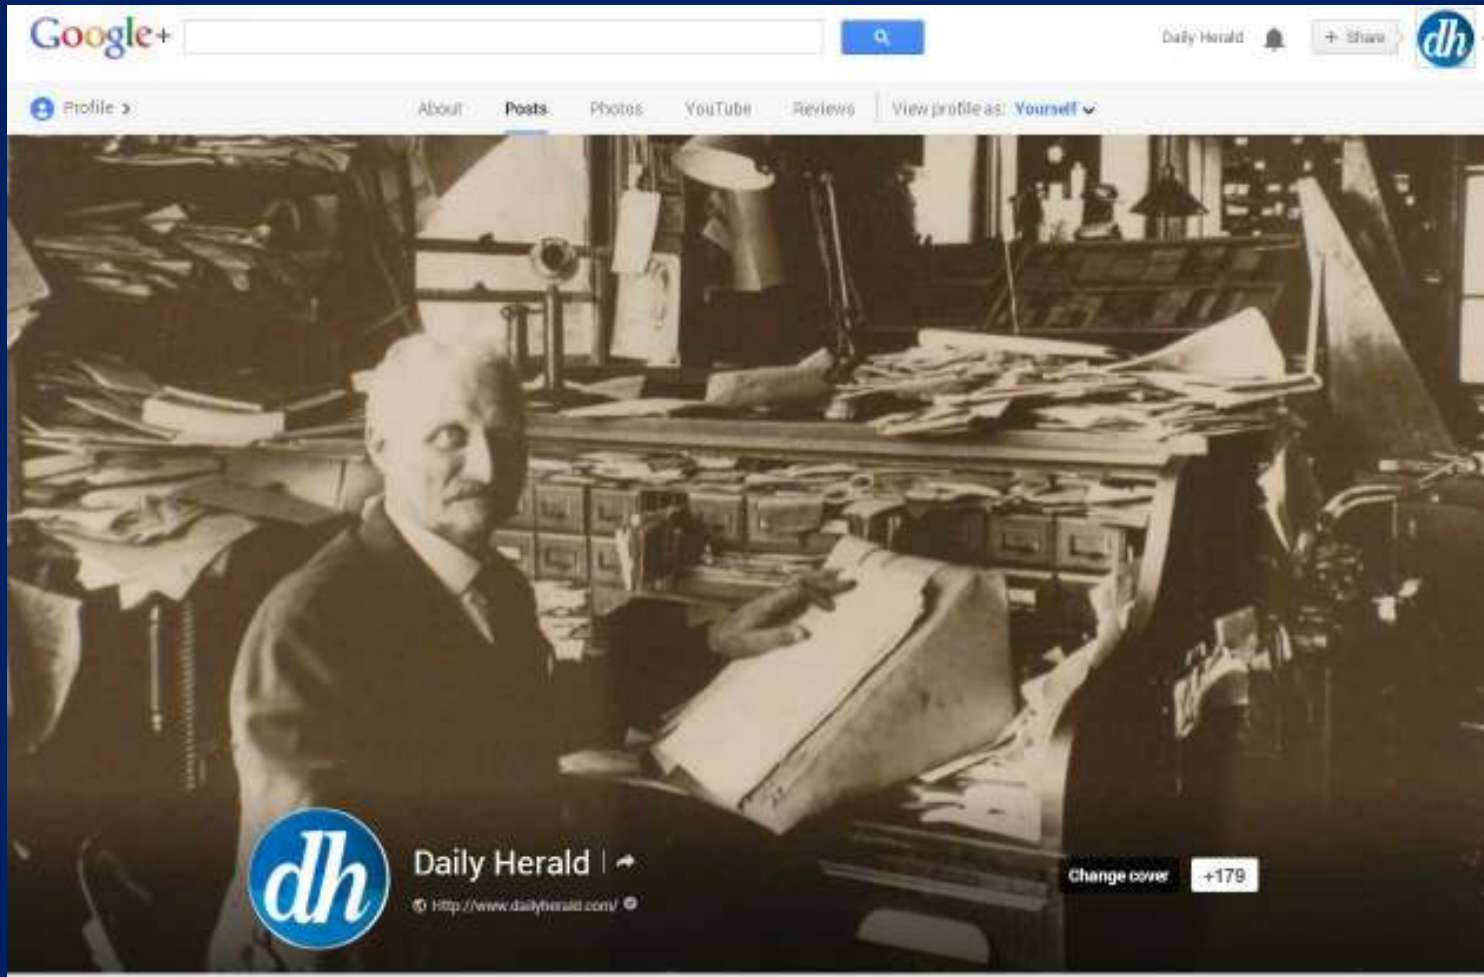 Google+
Daily Herald + Share dh
Profile >
About Posts Photos YouTube Reviews View profile as: Yourself
dh
Daily Herald
Http://www.dailyherald.com/
Change cover +179